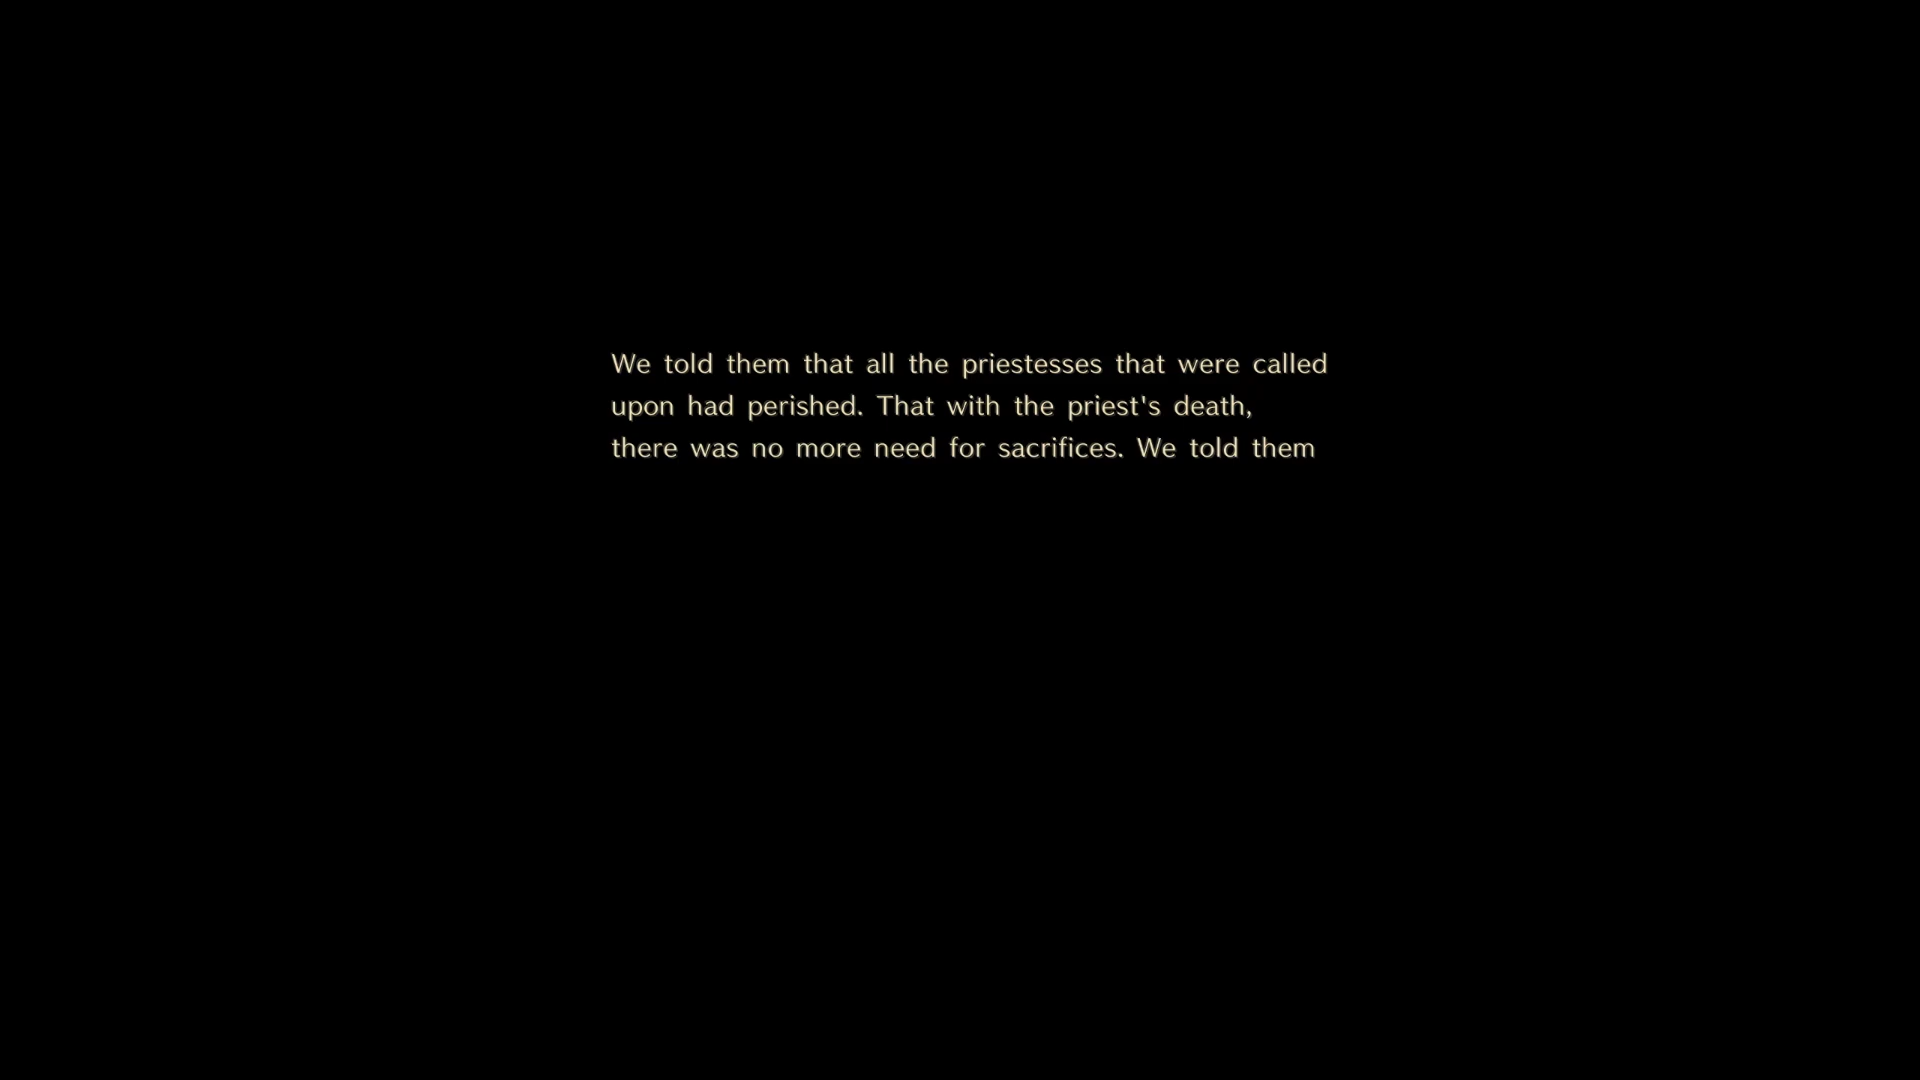 We told them that all the priestesses that were called
upon had perished. That with the priest's death,
there was no more need for sacrifices. We told them